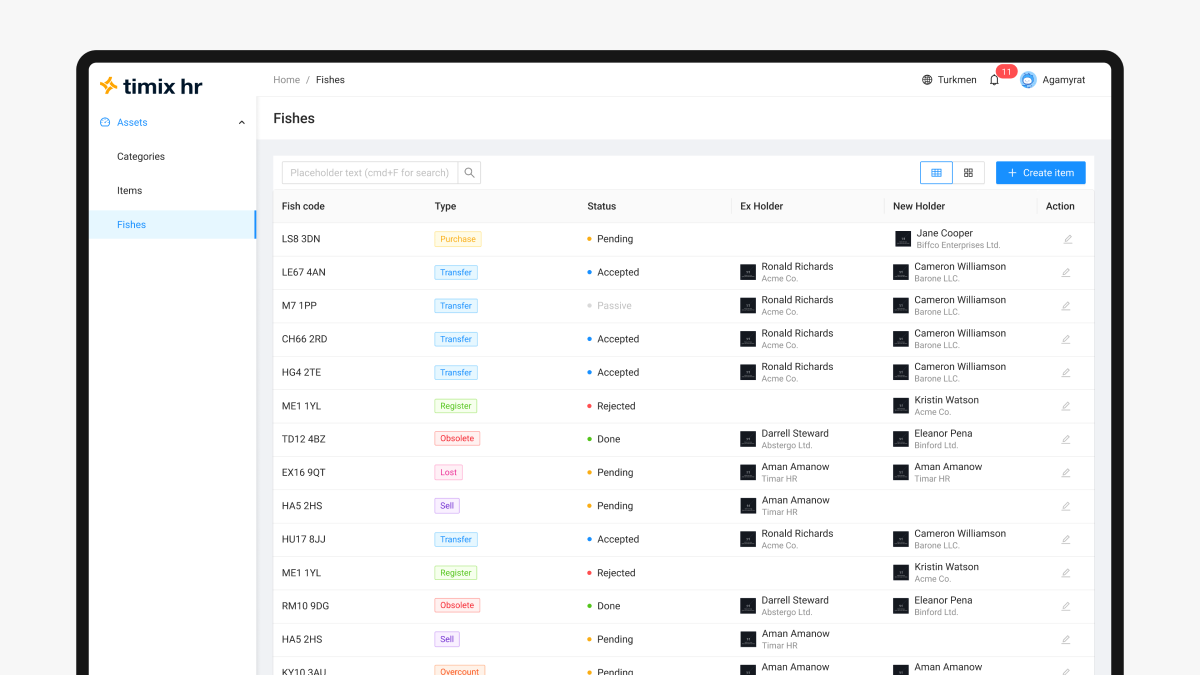 timix hr
Home / Fishes
Turkmen
11
Agamyrat
Assets
Categories
Items
Fishes
Fishes
Placeholder text (cmd+F for search)
Create item
Fish code Type Status Ex Holder New Holder Action
LS8 3DN Purchase Pending Jane Cooper
Biffco Enterprises Ltd.
LE67 4AN Transfer Accepted Ronald Richards Cameron Williamson
Acme Co. Barone LLC.
M7 1PP Transfer Passive Ronald Richards Cameron Williamson
Acme Co. Barone LLC.
CH66 2RD Transfer Accepted Ronald Richards Cameron Williamson
Acme Co. Barone LLC.
HG4 2TE Transfer Accepted Ronald Richards Cameron Williamson
Acme Co. Barone LLC.
ME1 1YL Register Rejected Kristin Watson
Acme Co.
TD12 4BZ Obsolete Done Darrell Steward Eleanor Pena
Abstergo Ltd. Binford Ltd.
EX16 9QT Lost Pending Aman Amanow Aman Amanow
Timar HR Timar HR
HA5 2HS Sell Pending Aman Amanow
Timar HR
HU17 8JJ Transfer Accepted Ronald Richards Cameron Williamson
Acme Co. Barone LLC.
ME1 1YL Register Rejected Kristin Watson
Acme Co.
RM10 9DG Obsolete Done Darrell Steward Eleanor Pena
Abstergo Ltd. Binford Ltd.
HA5 2HS Sell Pending Aman Amanow
Timar HR
KY10 3AU Overcount Pending Aman Amanow Aman Amanow